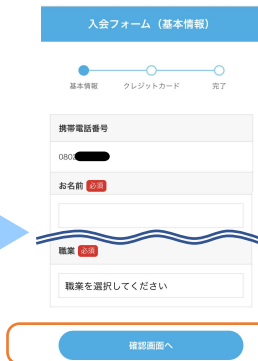 入会フォーム（基本情報）
基本情報 クレジットカード 完了
携帯電話番号
080
お名前 必須
職業 必須
職業を選択してください
確認画面へ